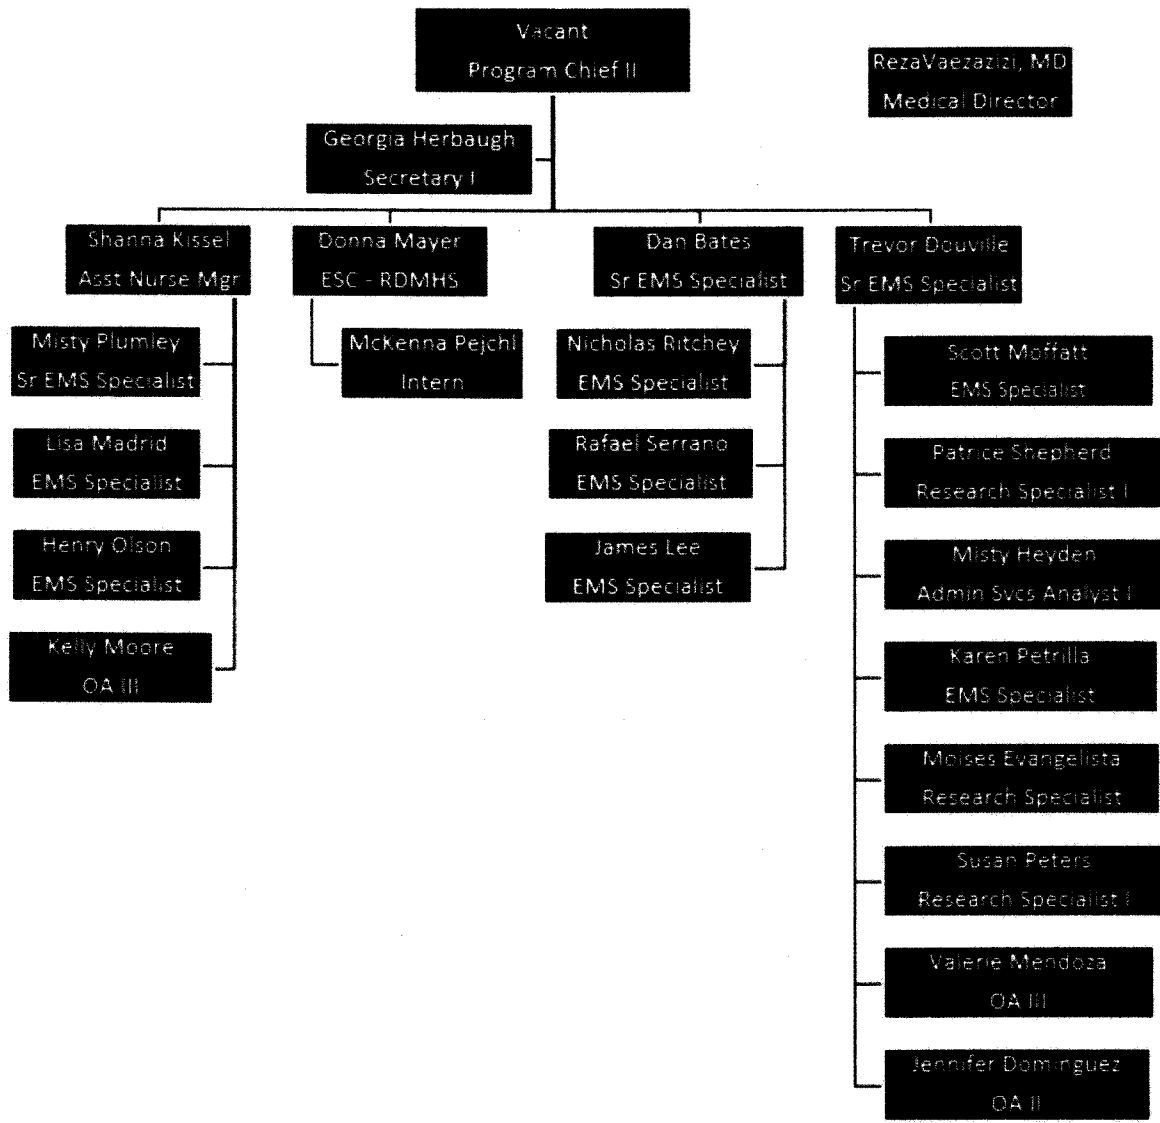 Vacant
Program Chief II
RezaVaezazizi, MD
Medical Director
Georgia Herbaugh
Secretary I
Shanna Kissel
Asst Nurse Mgr
Donna Mayer
ESC - RDMHS
Dan Bates
Sr EMS Specialist
Trevor Douville
Sr EMS Specialist
Misty Plumley
Sr EMS Specialist
Lisa Madrid
EMS Specialist
Henry Olson
EMS Specialist
Kelly Moore
OA III
McKenna Pejchl
Intern
Nicholas Ritchey
EMS Specialist
Rafael Serrano
EMS Specialist
James Lee
EMS Specialist
Scott Moffatt
EMS Specialist
Patrice Shepherd
Research Specialist I
Misty Heyden
Admin Svcs Analyst I
Karen Petrilla
EMS Specialist
Moises Evangelista
Research Specialist
Susan Peters
Research Specialist I
Valerie Mendoza
OA III
Jennifer Dominguez
OA II